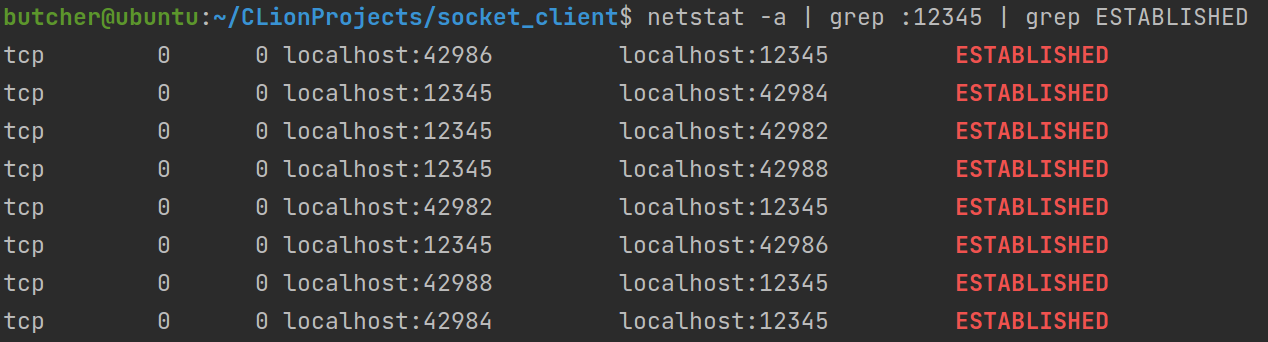 butcher@ubuntu:~/CLionProjects/socket_client$ netstat -a | grep :12345 | grep ESTABLISHED
tcp        0      0 localhost:42986         localhost:12345         ESTABLISHED
tcp        0      0 localhost:12345         localhost:42984         ESTABLISHED
tcp        0      0 localhost:12345         localhost:42982         ESTABLISHED
tcp        0      0 localhost:12345         localhost:42988         ESTABLISHED
tcp        0      0 localhost:42982         localhost:12345         ESTABLISHED
tcp        0      0 localhost:12345         localhost:42986         ESTABLISHED
tcp        0      0 localhost:42988         localhost:12345         ESTABLISHED
tcp        0      0 localhost:42984         localhost:12345         ESTABLISHED